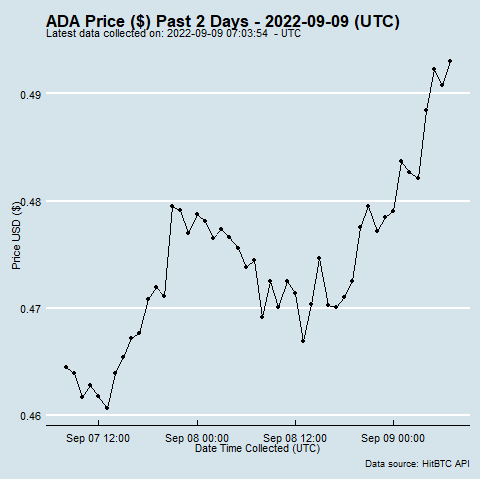 ADA Price ($) Past 2 Days - 2022-09-09 (UTC)
Latest data collected on: 2022-09-09 07:03:54 - UTC
0.49
0.48
0.47
0.46
Price USD ($)
Sep 07 12:00
Sep 08 00:00
Sep 08 12:00
Sep 09 00:00
Date Time Collected (UTC)
Data source: HitBTC API